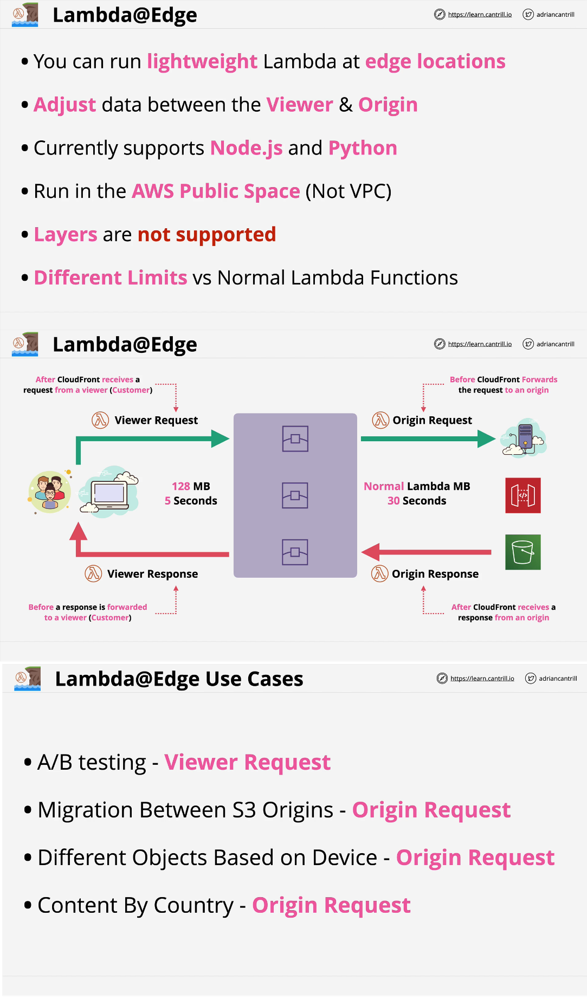 Lambda@Edge
https://learn.cantrill.io
adriancantrill
• You can run lightweight Lambda at edge locations
• Adjust data between the Viewer & Origin
• Currently supports Node.js and Python
• Run in the AWS Public Space (Not VPC)
• Layers are not supported
• Different Limits vs Normal Lambda Functions
Lambda@Edge
https://learn.cantrill.io
adriancantrill
After CloudFront receives a
request from a viewer (Customer)
Before CloudFront Forwards
the request to an origin
Viewer Request
Origin Request
128 MB
5 Seconds
Normal Lambda MB
30 Seconds
Viewer Response
Origin Response
Before a response is forwarded
to a viewer (Customer)
After CloudFront receives a
response from an origin
Lambda@Edge Use Cases
https://learn.cantrill.io
adriancantrill
• A/B testing - Viewer Request
• Migration Between S3 Origins - Origin Request
• Different Objects Based on Device - Origin Request
• Content By Country - Origin Request